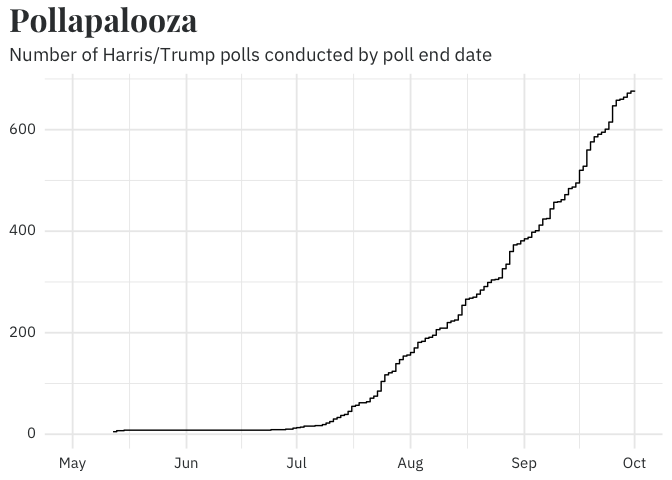 Pollapalooza
Number of Harris/Trump polls conducted by poll end date
600
400
200
0
May Jun Jul Aug Sep Oct